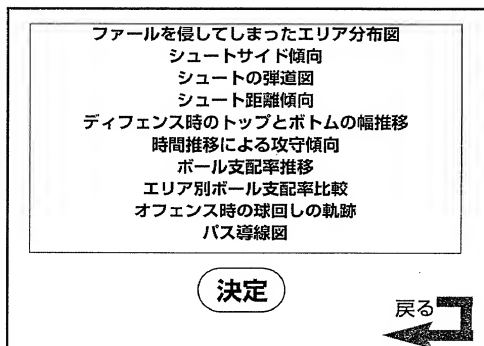 ファールを侵してしまったエリア分布図
シュートサイド傾向
シュートの弾道図
シュート距離傾向
ディフェンス時のトップとボトムの幅推移
時間推移による攻守傾向
ボール支配率推移
エリア別ボール支配率比較
オフェンス時の球回しの軌跡
パス導線図
決定
戻る